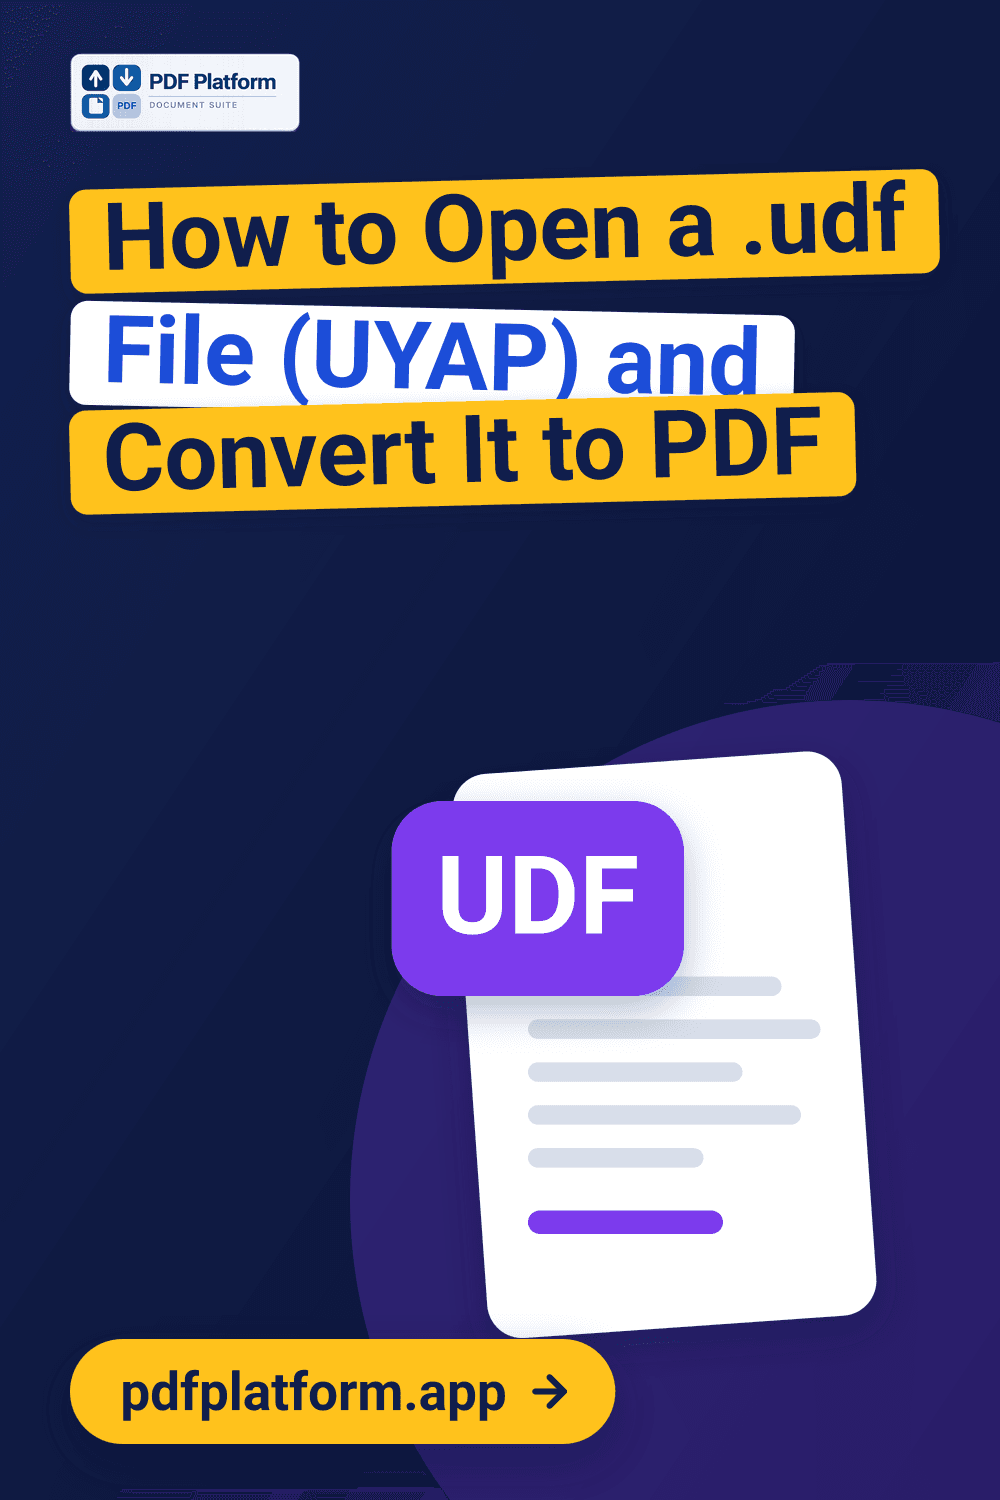 PDF Platform
DOCUMENT SUITE
PDF
How to Open a .udf
File (UYAP) and
Convert It to PDF
UDF
pdfplatform.app